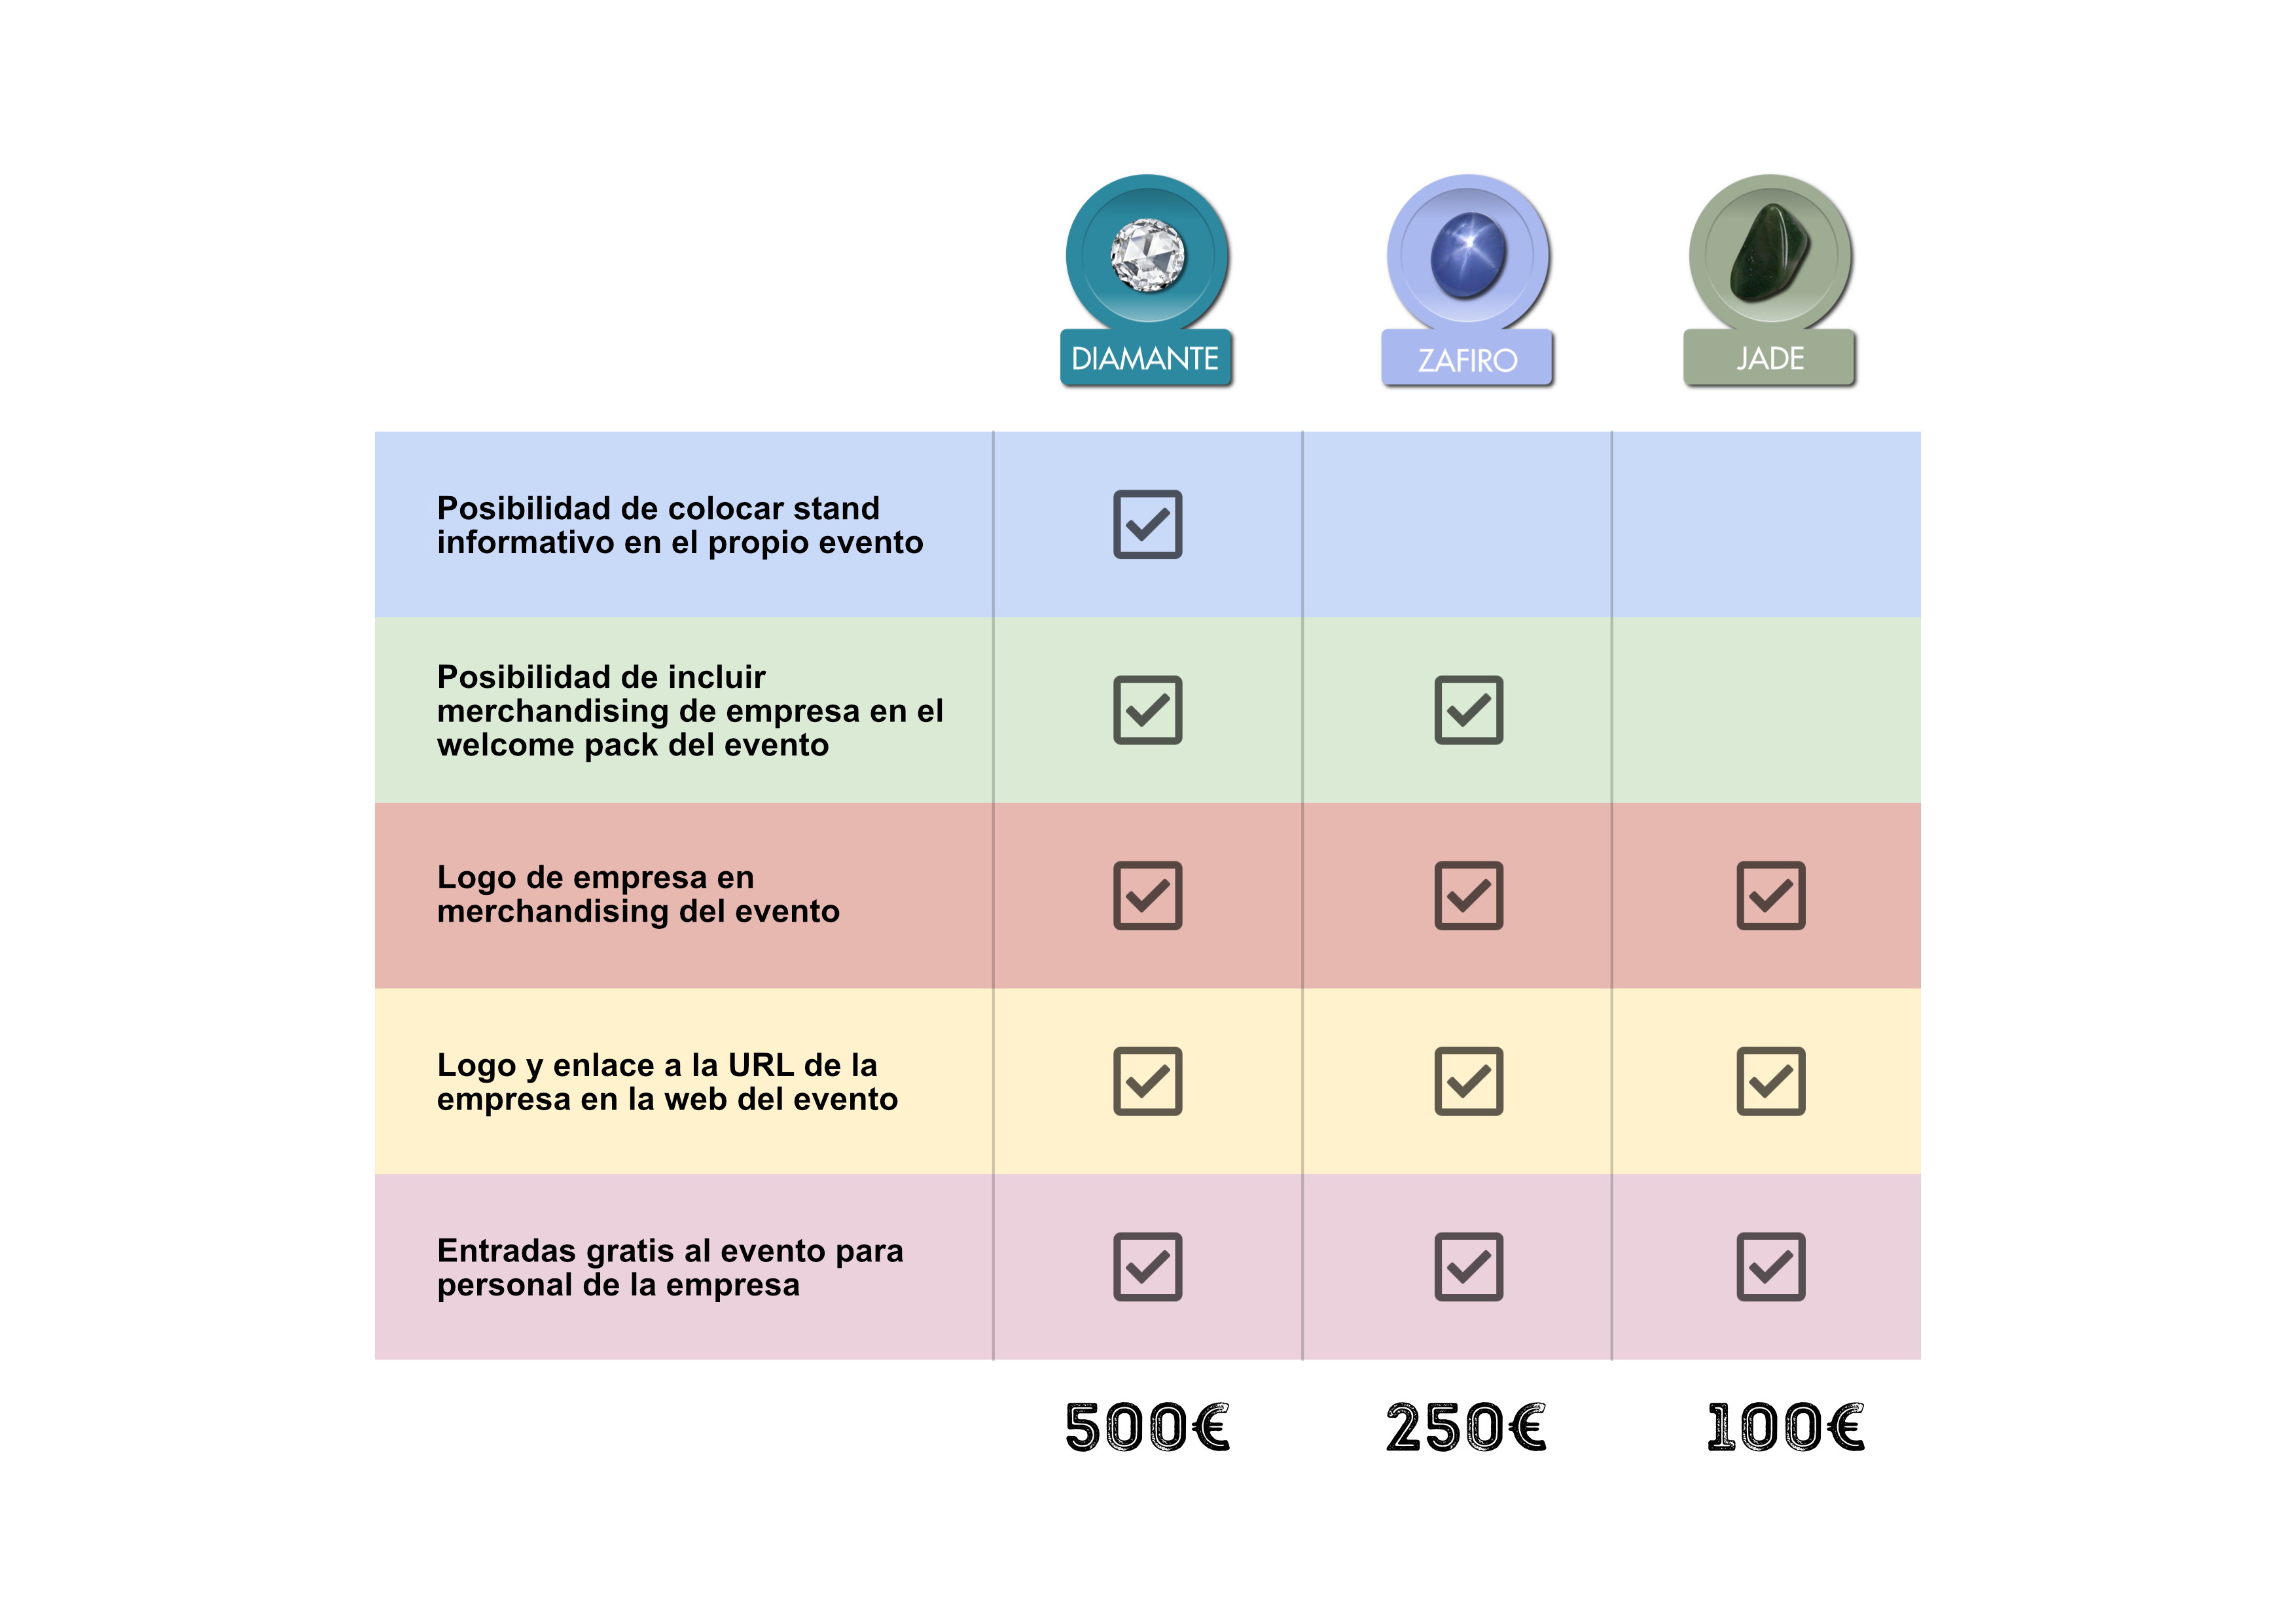 DIAMANTE
ZAFIRO
JADE
Posibilidad de colocar stand
informativo en el propio evento
Posibilidad de incluir
merchandising de empresa en el
welcome pack del evento
Logo de empresa en
merchandising del evento
Logo y enlace a la URL de la
empresa en la web del evento
Entradas gratis al evento para
personal de la empresa
500€
250€
100€